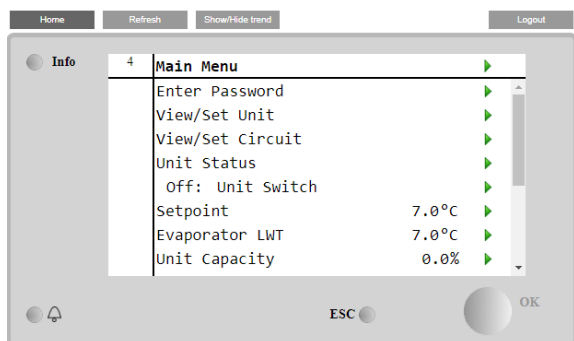 Home Refresh Show/Hide trend Logout
Info
4 Main Menu
Enter Password
View/Set Unit
View/Set Circuit
Unit Status
Off: Unit Switch
Setpoint 7.0°C
Evaporator LWT 7.0°C
Unit Capacity 0.0%
ESC OK